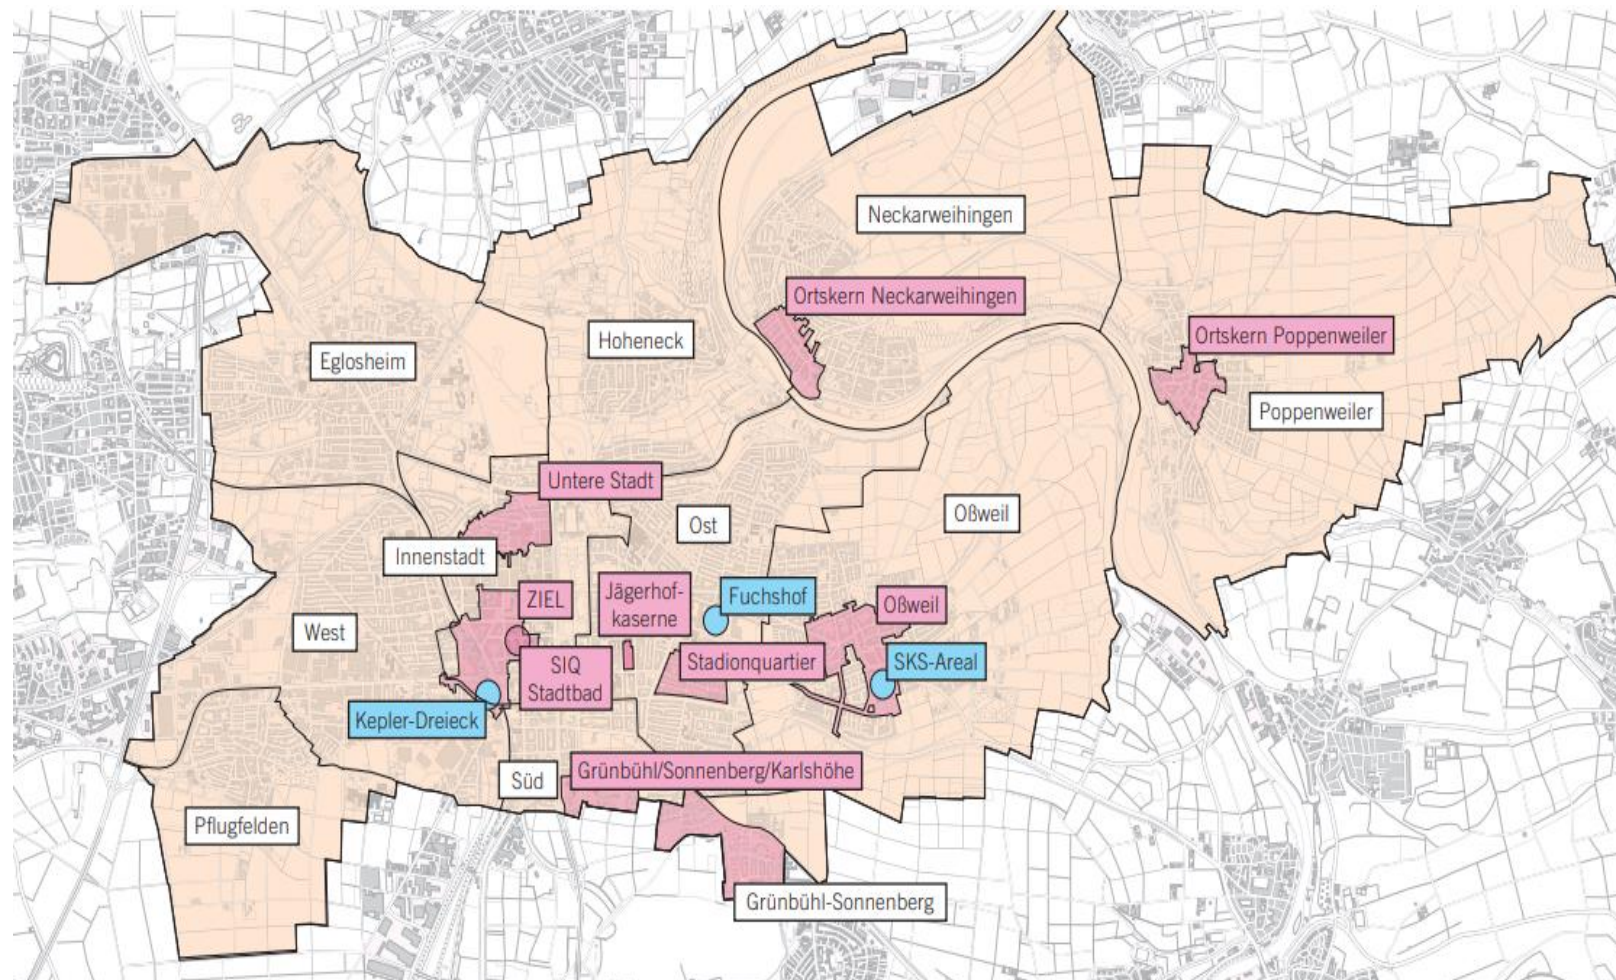 Neckarweihingen
Ortskern Neckarweihingen
Hoheneck
Ortskern Poppenweiler
Eglosheim
Poppenweiler
Untere Stadt
Ost
Oßweil
Innenstadt
ZIEL
Jägerhof-
kaserne
Fuchshof
Oßweil
West
SIQ
Stadtbad
Stadionquartier
SKS-Areal
Kepler-Dreieck
Süd
Grünbühl/Sonnenberg/Karlshöhe
Pflugfelden
Grünbühl-Sonnenberg